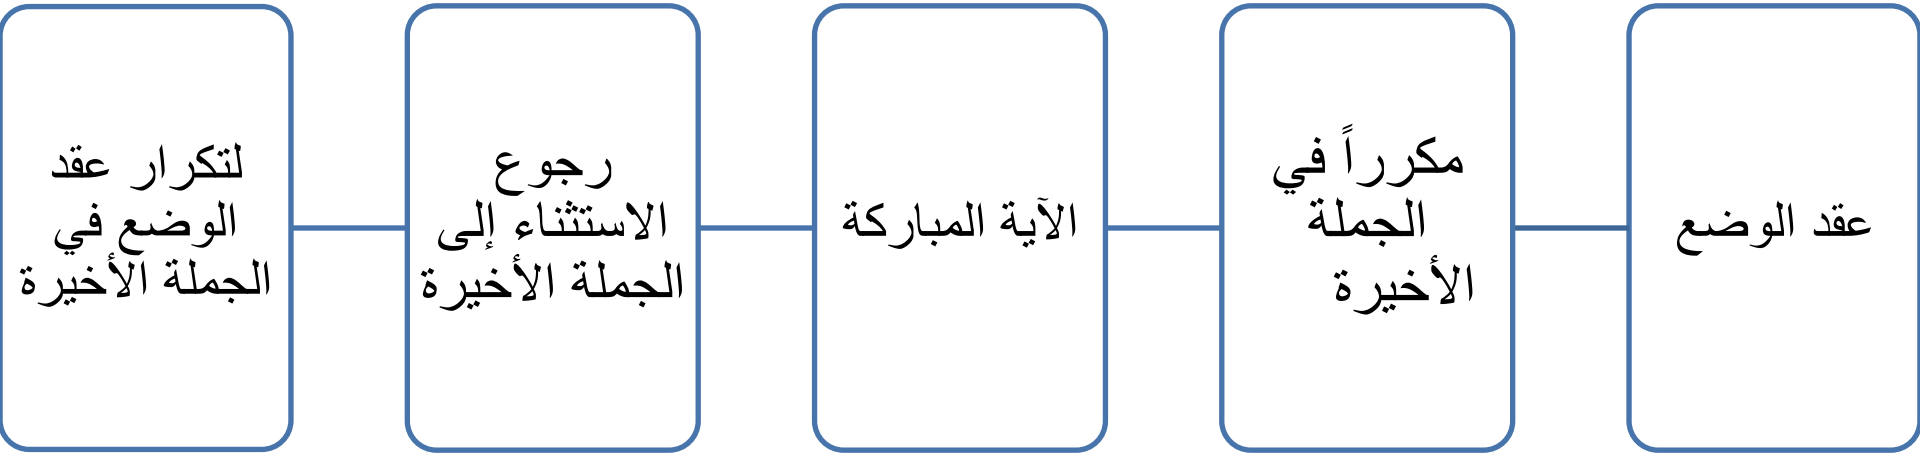 عقد الوضع
مكرراً في
الجملة
الأخيرة
الآية المباركة
رجوع
الاستثناء إلى
الجملة الأخيرة
لتكرار عقد
الوضع في
الجملة الأخيرة